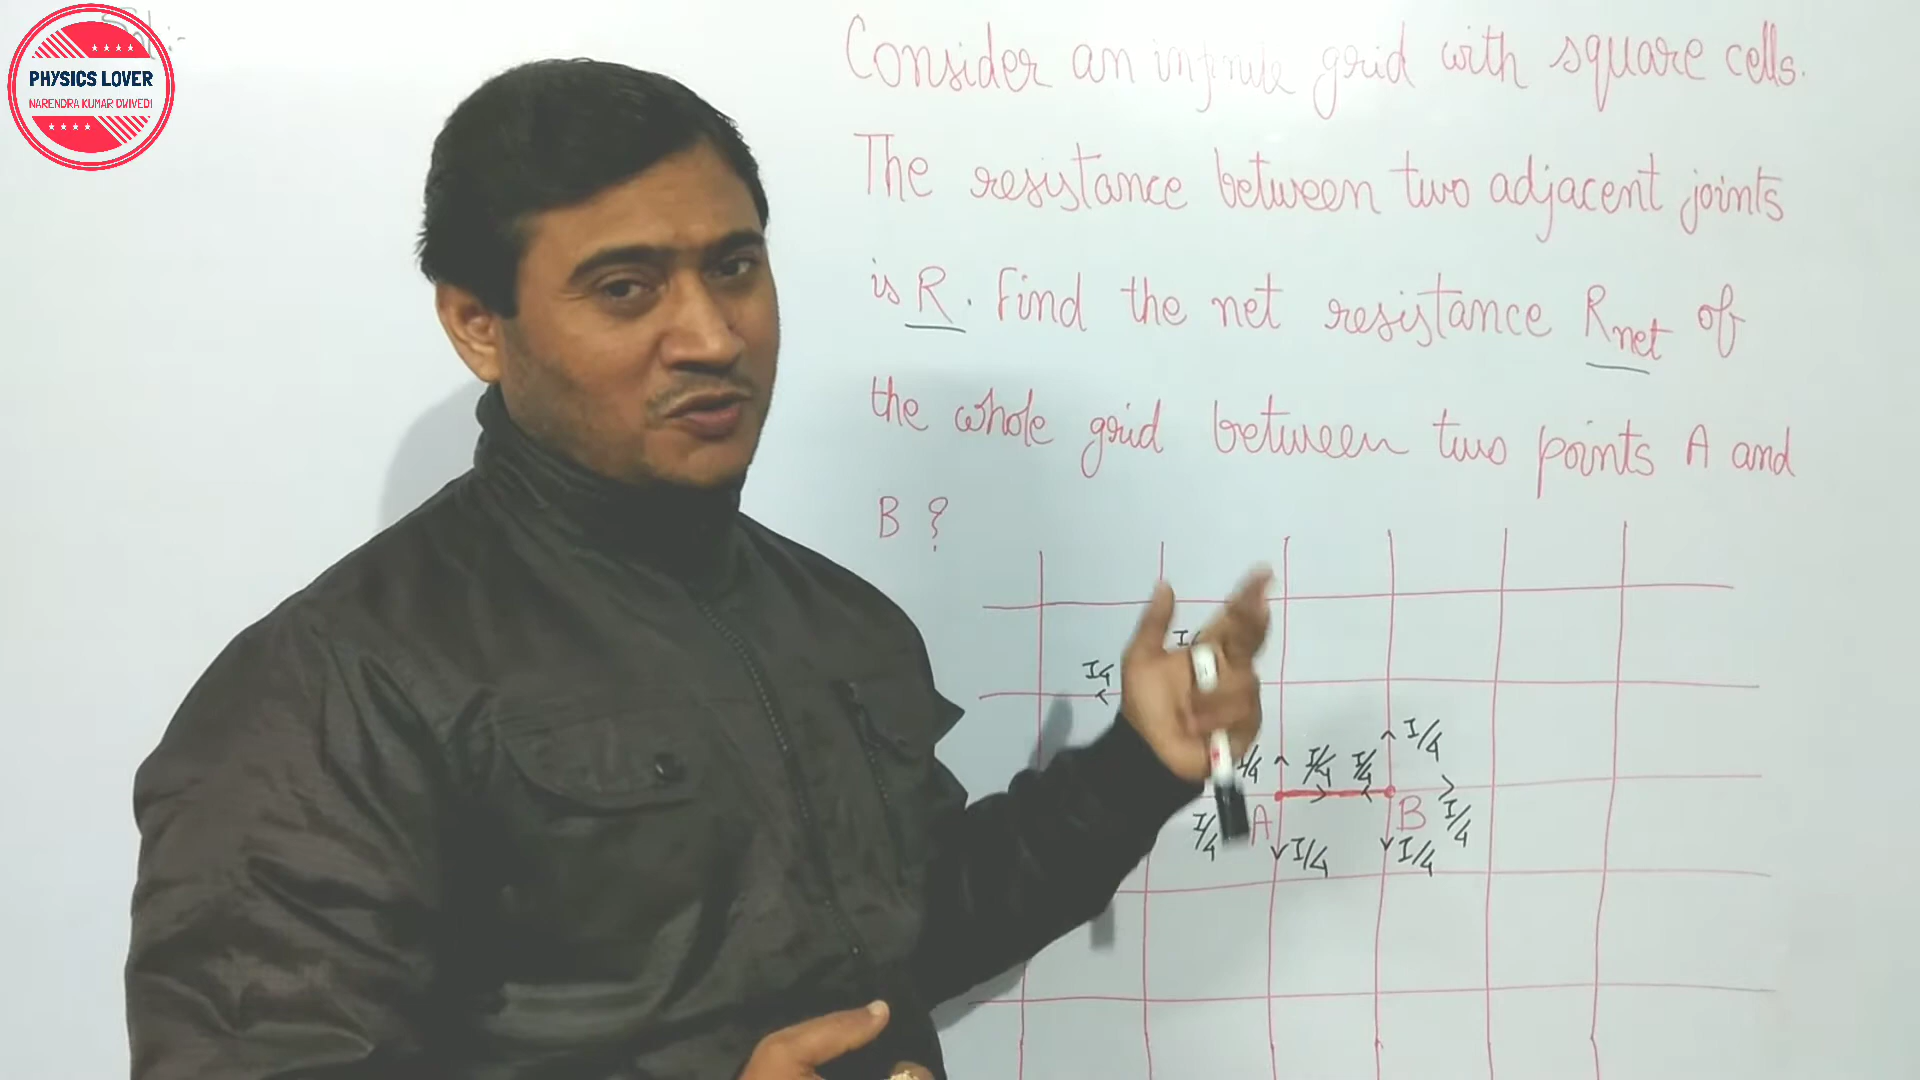 PHYSICS LOVER
NARENDRA KUMAR DWIVEDI
Consider an infinite grid with square cells.
The resistance between two adjacent joints
is R. Find the net resistance Rnet of
the whole grid between two points A and
B ?
I/4
I/4
I/4 I/4 I/4
I/4 A B I/4
I/4 I/4